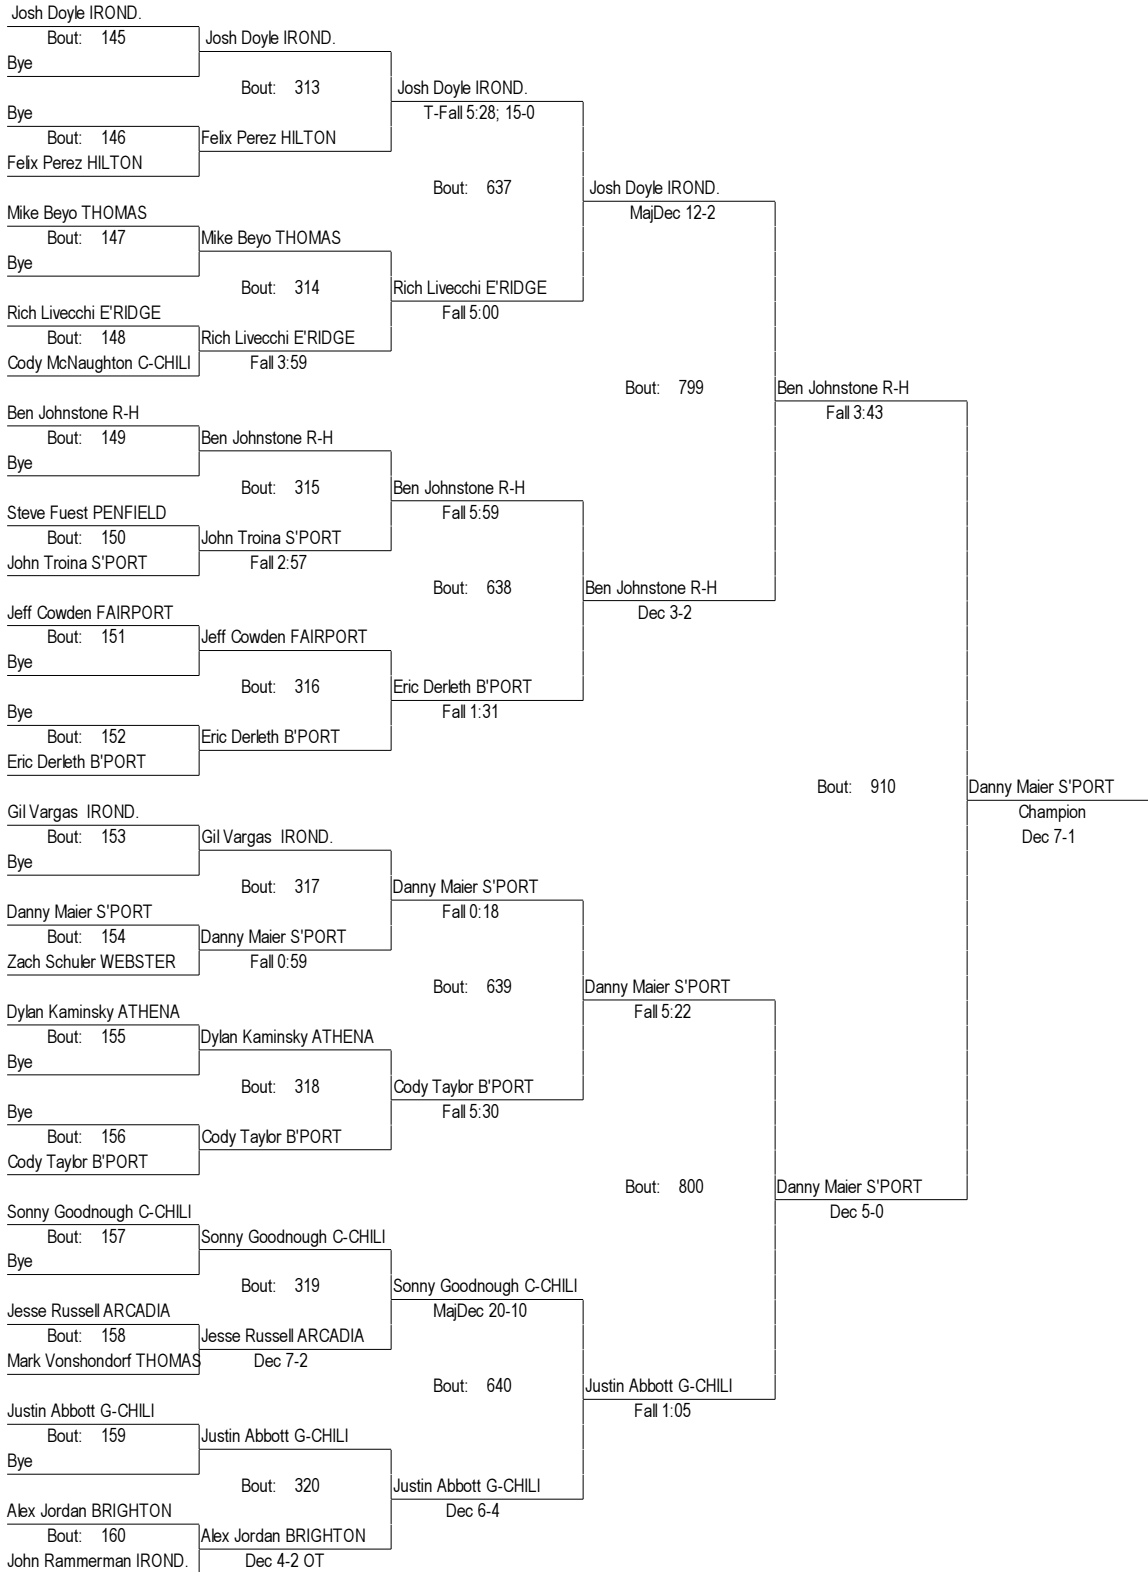 Josh Doyle IROND.
Bout: 145
Josh Doyle IROND.
Bye
Bout: 313
Josh Doyle IROND.
Bye
T-Fall 5:28; 15-0
Bout: 146
Felix Perez HILTON
Felix Perez HILTON
Bout: 637
Josh Doyle IROND.
Mike Beyo THOMAS
MajDec 12-2
Bout: 147
Mike Beyo THOMAS
Bye
Bout: 314
Rich Livecchi E'RIDGE
Rich Livecchi E'RIDGE
Fall 5:00
Bout: 148
Rich Livecchi E'RIDGE
Cody McNaughton C-CHILI
Fall 3:59
Bout: 799
Ben Johnstone R-H
Ben Johnstone R-H
Fall 3:43
Bout: 149
Ben Johnstone R-H
Bye
Bout: 315
Ben Johnstone R-H
Steve Fuest PENFIELD
Fall 5:59
Bout: 150
John Troina S'PORT
John Troina S'PORT
Fall 2:57
Bout: 638
Ben Johnstone R-H
Jeff Cowden FAIRPORT
Dec 3-2
Bout: 151
Jeff Cowden FAIRPORT
Bye
Bout: 316
Eric Derleth B'PORT
Bye
Fall 1:31
Bout: 152
Eric Derleth B'PORT
Eric Derleth B'PORT
Bout: 910
Danny Maier S'PORT
Gil Vargas IROND.
Champion
Bout: 153
Gil Vargas IROND.
Dec 7-1
Bye
Bout: 317
Danny Maier S'PORT
Danny Maier S'PORT
Fall 0:18
Bout: 154
Danny Maier S'PORT
Zach Schuler WEBSTER
Fall 0:59
Bout: 639
Danny Maier S'PORT
Dylan Kaminsky ATHENA
Fall 5:22
Bout: 155
Dylan Kaminsky ATHENA
Bye
Bout: 318
Cody Taylor B'PORT
Bye
Fall 5:30
Bout: 156
Cody Taylor B'PORT
Cody Taylor B'PORT
Bout: 800
Danny Maier S'PORT
Sonny Goodnough C-CHILI
Dec 5-0
Bout: 157
Sonny Goodnough C-CHILI
Bye
Bout: 319
Sonny Goodnough C-CHILI
Jesse Russell ARCADIA
MajDec 20-10
Bout: 158
Jesse Russell ARCADIA
Mark Vonshondorf THOMAS
Dec 7-2
Bout: 640
Justin Abbott G-CHILI
Justin Abbott G-CHILI
Fall 1:05
Bout: 159
Justin Abbott G-CHILI
Bye
Bout: 320
Justin Abbott G-CHILI
Alex Jordan BRIGHTON
Dec 6-4
Bout: 160
Alex Jordan BRIGHTON
John Rammerman IROND.
Dec 4-2 OT